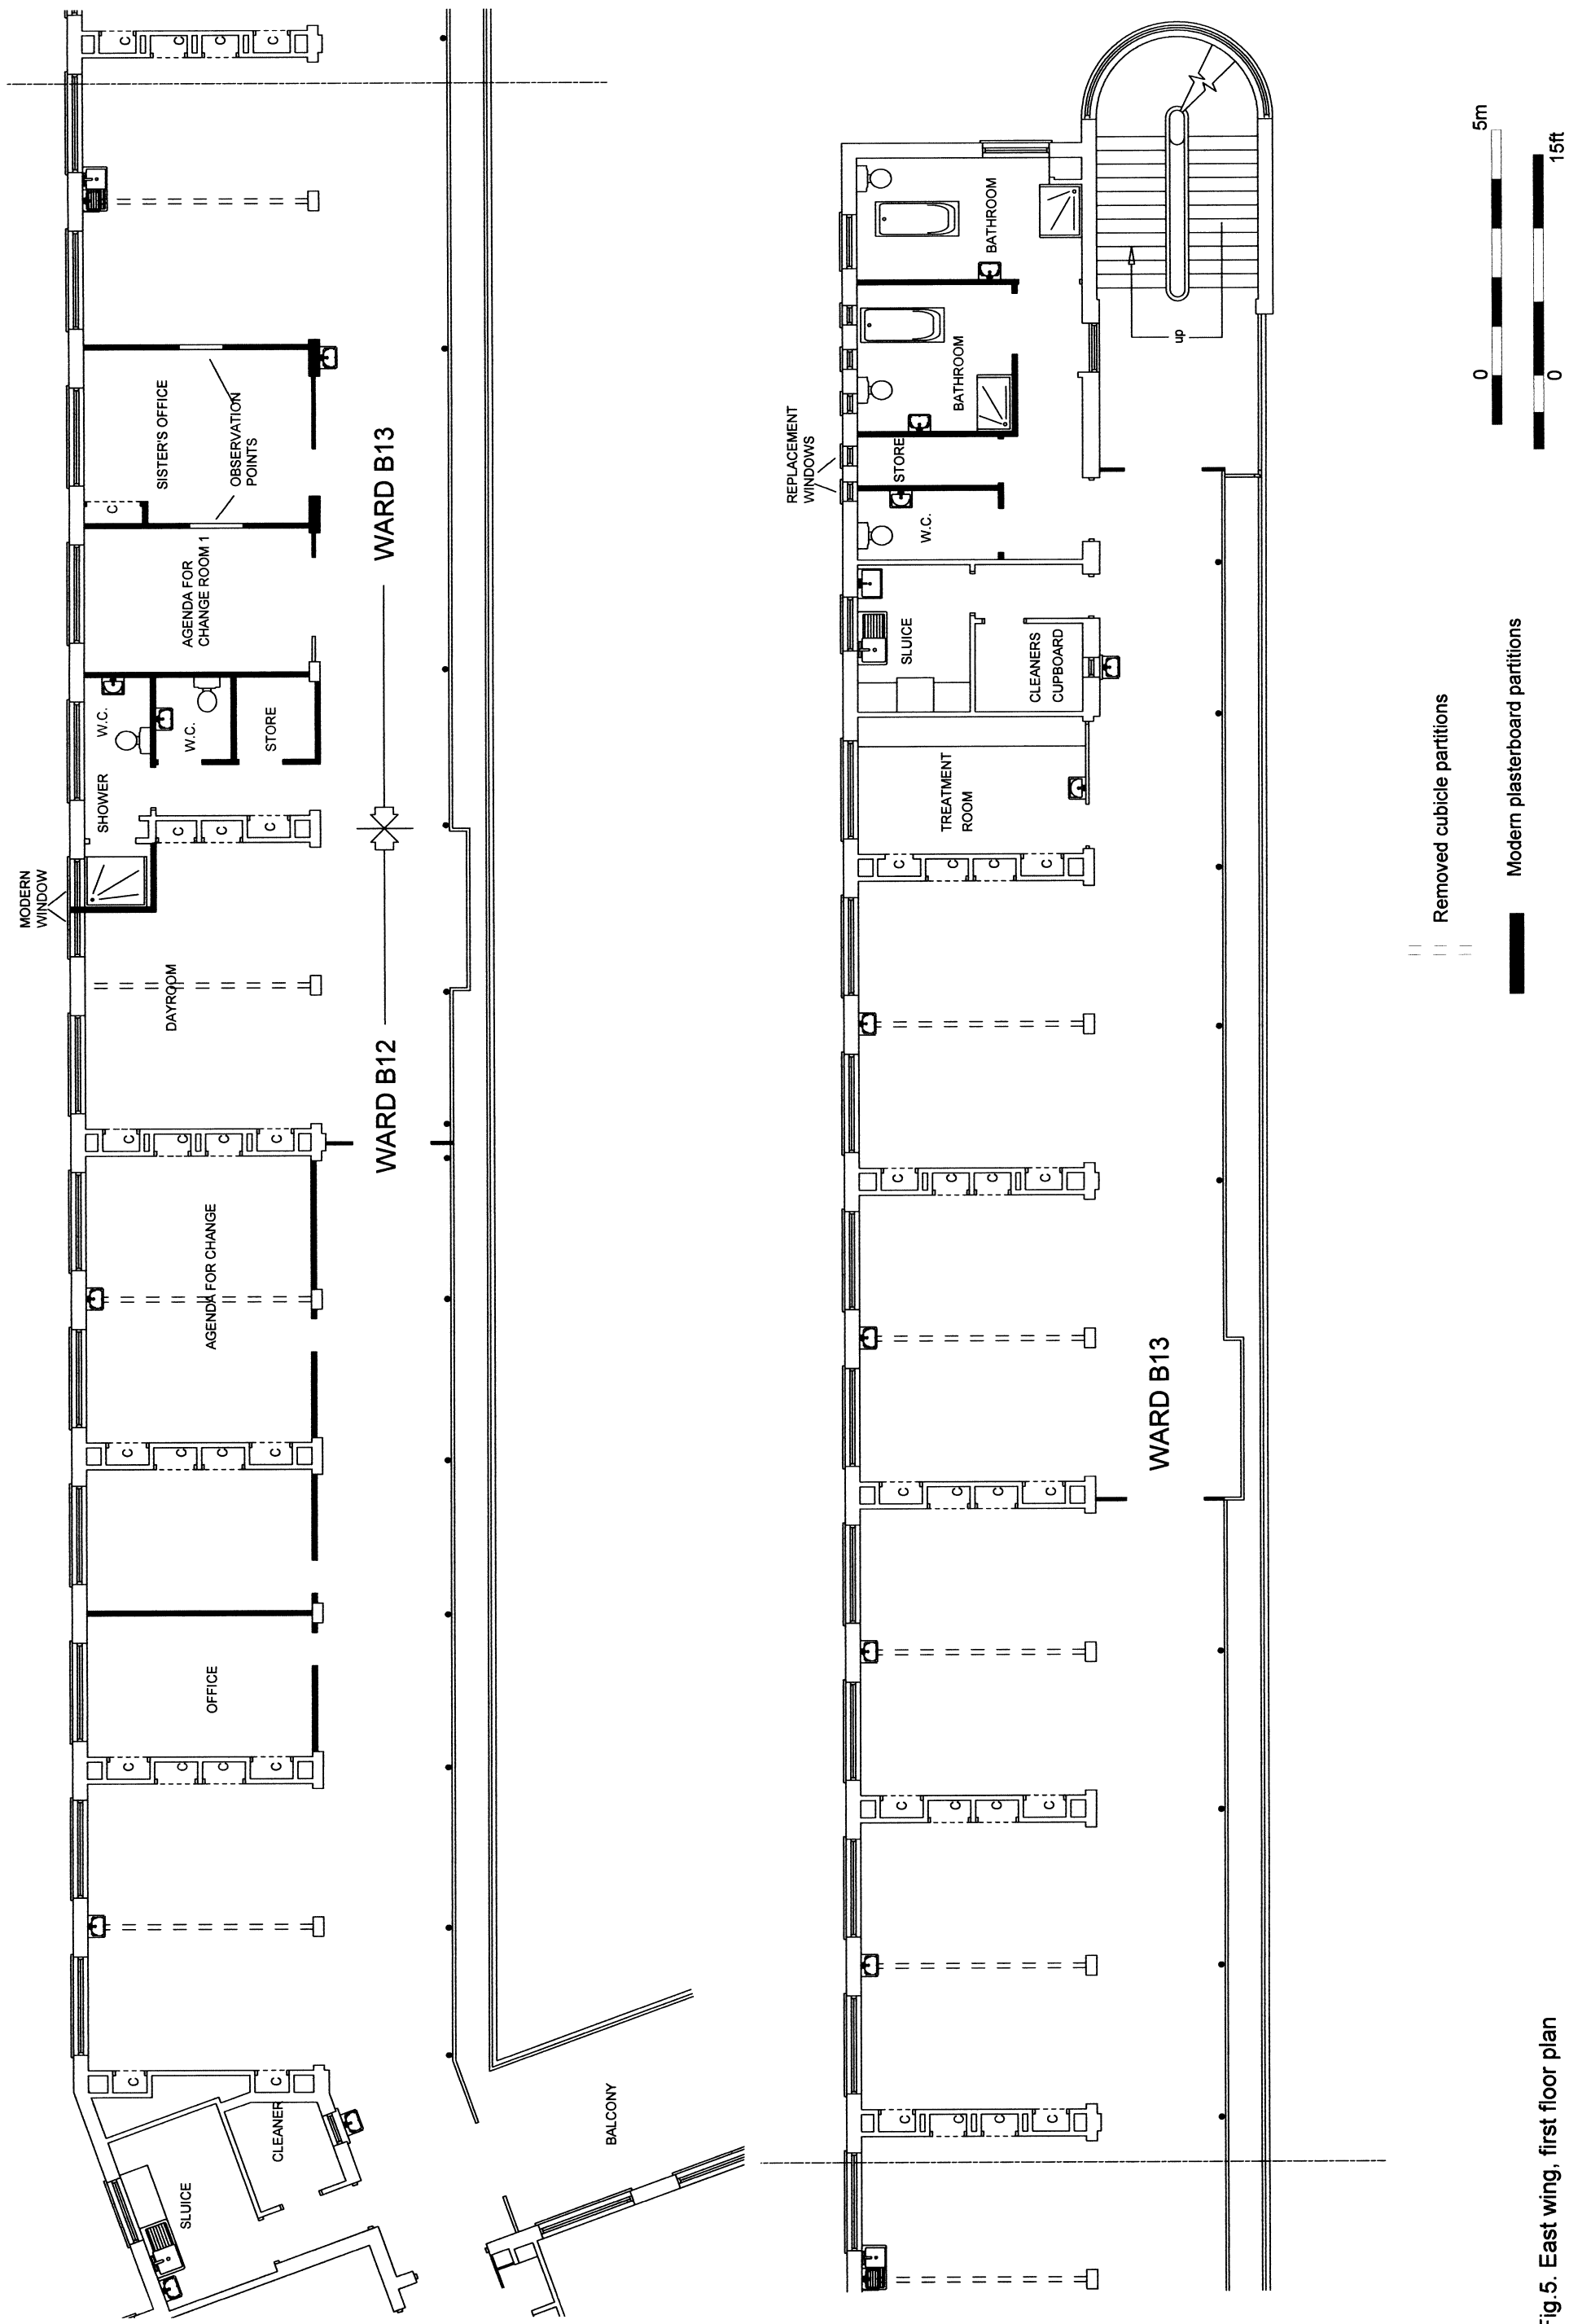 SLUICE
CLEANER
C
C
BALCONY
C
C
C
C
OFFICE
C
C
C
C
AGENDA FOR CHANGE
C
C
C
C
WARD B12
DAYROOM
MODERN
WINDOW
SHOWER
C
C
C
W.C.
W.C.
STORE
AGENDA FOR
CHANGE ROOM 1
WARD B13
C
SISTER'S OFFICE
OBSERVATION
POINTS
C
C
C
C
C
C
C
C
C
C
C
C
WARD B13
C
C
C
C
C
C
C
C
C
C
C
C
TREATMENT
ROOM
SLUICE
CLEANERS
CUPBOARD
W.C.
REPLACEMENT
WINDOWS
STORE
BATHROOM
BATHROOM
up
Removed cubicle partitions
Modern plasterboard partitions
0
5m
0
15ft
Fig.5. East wing, first floor plan